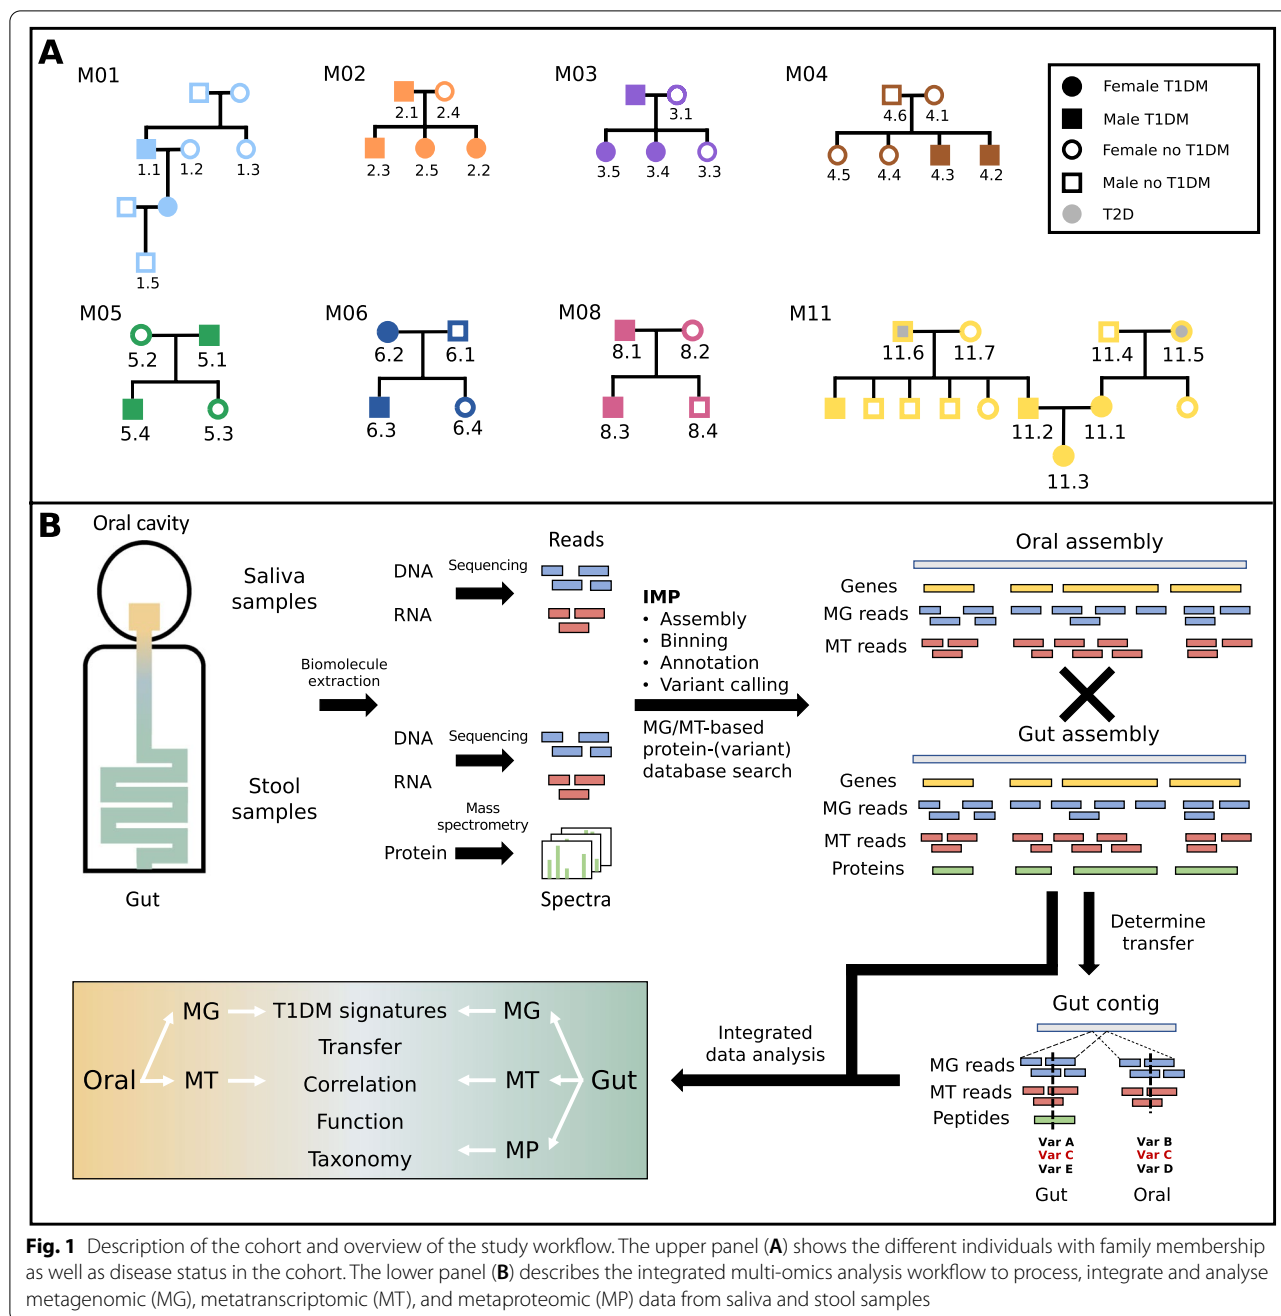 A
M01
M02
M03
M04
Female T1DM
Male T1DM
Female no T1DM
Male no T1DM
T2D
2.1 2.4
3.1
4.6 4.1
1.1 1.2 1.3
2.3 2.5 2.2
3.5 3.4 3.3
4.5 4.4 4.3 4.2
1.5
M05
M06
M08
M11
5.2 5.1
6.2 6.1
8.1 8.2
11.6 11.7
11.4 11.5
5.4 5.3
6.3 6.4
8.3 8.4
11.2 11.1
11.3
B
Oral cavity
Saliva
samples
Stool
samples
Gut
Biomolecule
extraction
DNA
RNA
Sequencing
Reads
DNA
RNA
Sequencing
Protein
Mass
spectrometry
Spectra
IMP
• Assembly
• Binning
• Annotation
• Variant calling
MG/MT-based
protein-(variant)
database search
Oral assembly
Genes
MG reads
MT reads
Gut assembly
Genes
MG reads
MT reads
Proteins
Determine
transfer
Gut contig
MG reads
MT reads
Peptides
Var A
Var C
Var E
Gut
Var B
Var C
Var D
Oral
Integrated
data analysis
Oral
MG
MT
T1DM signatures
Transfer
Correlation
Function
Taxonomy
MG
MT
MP
Gut
Fig. 1 Description of the cohort and overview of the study workflow. The upper panel (A) shows the different individuals with family membership
as well as disease status in the cohort. The lower panel (B) describes the integrated multi-omics analysis workflow to process, integrate and analyse
metagenomic (MG), metatranscriptomic (MT), and metaproteomic (MP) data from saliva and stool samples